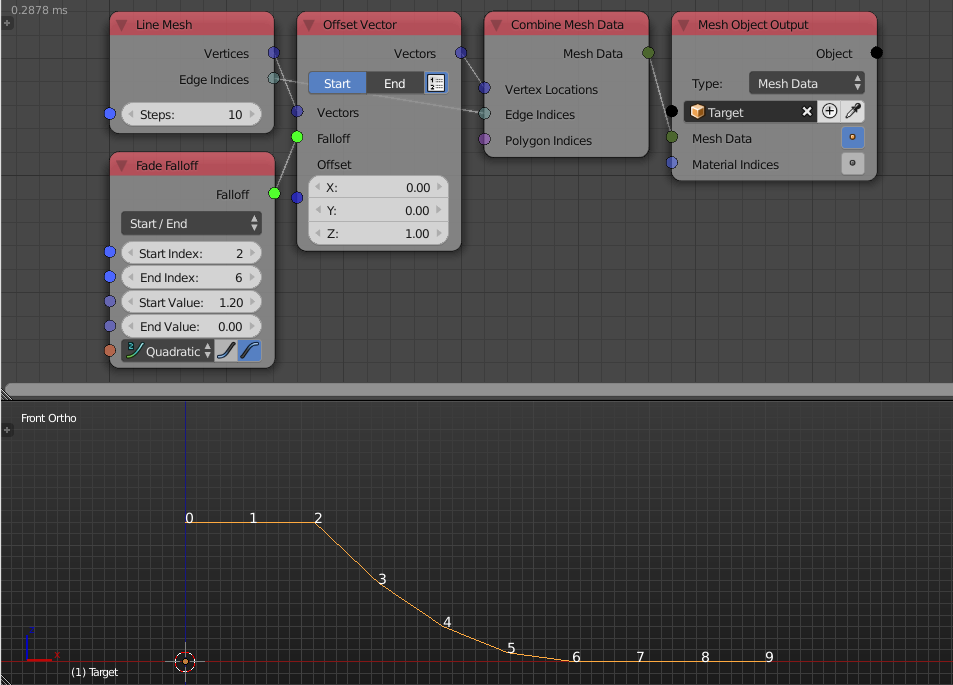 0.2878 ms
Line Mesh
Vertices
Edge Indices
Steps: 10
Offset Vector
Vectors
Start End
Vectors
Falloff
Offset
X: 0.00
Y: 0.00
Z: 1.00
Combine Mesh Data
Mesh Data
Vertex Locations
Edge Indices
Polygon Indices
Mesh Object Output
Object
Type: Mesh Data
Target
Mesh Data
Material Indices
Fade Falloff
Falloff
Start / End
Start Index: 2
End Index: 6
Start Value: 1.20
End Value: 0.00
2 Quadratic
Front Ortho
0 1 2
3
4
5
6 7 8 9
x
(1) Target